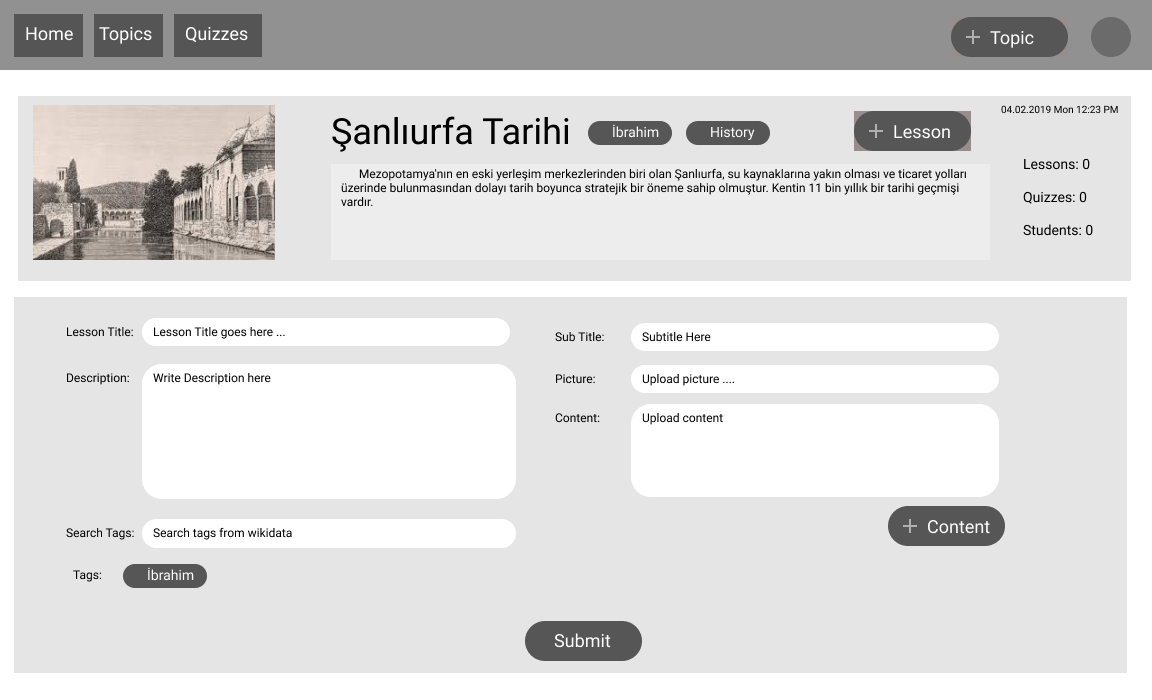 Home
Topics
Quizzes
+ Topic
Şanlıurfa Tarihi
İbrahim
History
+ Lesson
04.02.2019 Mon 12:23 PM
Mezopotamya'nın en eski yerleşim merkezlerinden biri olan Şanlıurfa, su kaynaklarına yakın olması ve ticaret yolları
üzerinde bulunmasından dolayı tarih boyunca stratejik bir öneme sahip olmuştur. Kentin 11 bin yıllık bir tarihi geçmişi
vardır.
Lessons: 0
Quizzes: 0
Students: 0
Lesson Title:
Lesson Title goes here ...
Description:
Write Description here
Search Tags:
Search tags from wikidata
Tags:
İbrahim
Sub Title:
Subtitle Here
Picture:
Upload picture ....
Content:
Upload content
+ Content
Submit